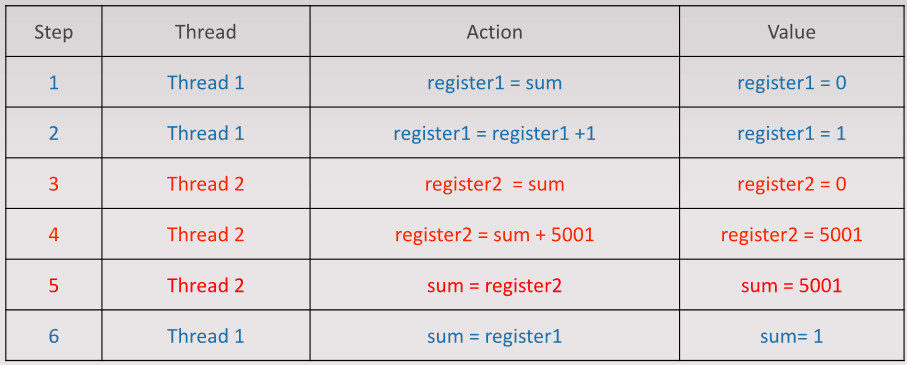 Step Thread Action Value
1 Thread 1 register1 = sum register1 = 0
2 Thread 1 register1 = register1 +1 register1 = 1
3 Thread 2 register2 = sum register2 = 0
4 Thread 2 register2 = sum + 5001 register2 = 5001
5 Thread 2 sum = register2 sum = 5001
6 Thread 1 sum = register1 sum= 1